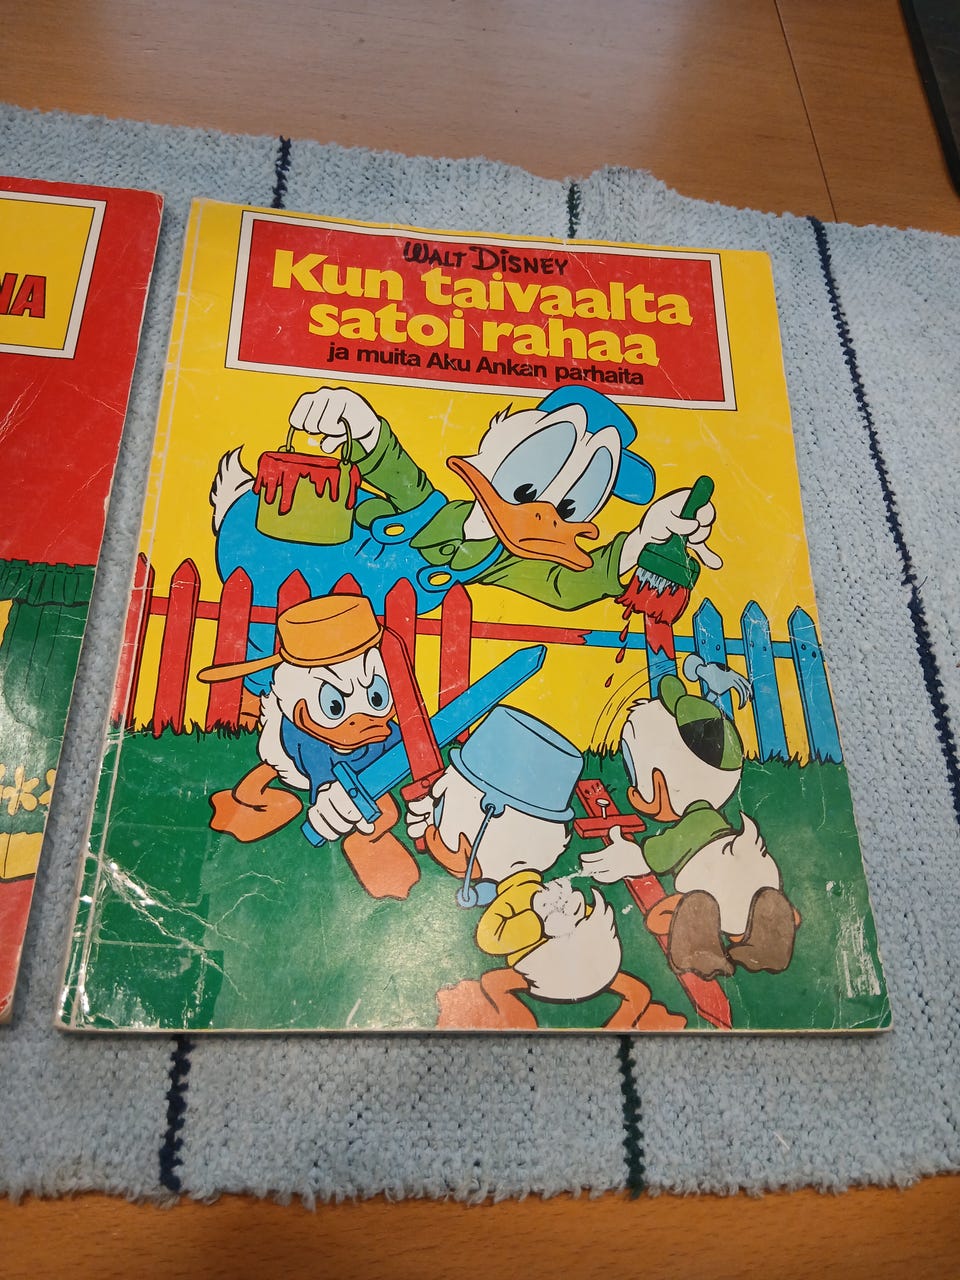 WALT DISNEY
Kun taivaalta
satoi rahaa
ja muita Aku Ankan parhaita